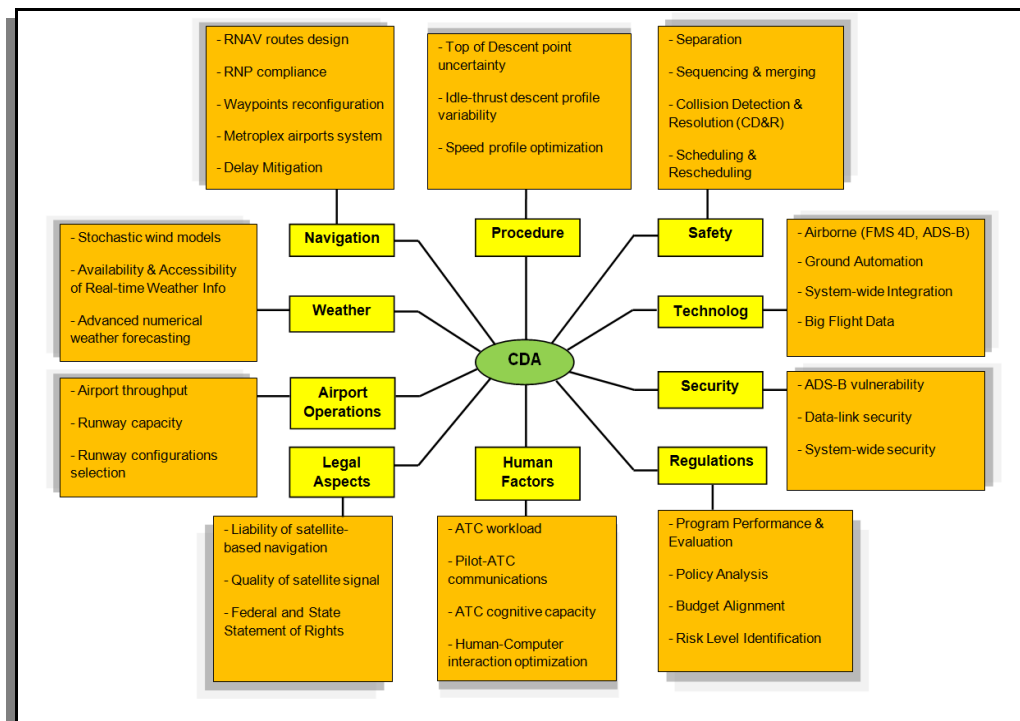 - RNAV routes design
- RNP compliance
- Waypoints reconfiguration
- Metroplex airports system
- Delay Mitigation
- Top of Descent point
uncertainty
- Idle-thrust descent profile
variability
- Speed profile optimization
- Separation
- Sequencing & merging
- Collision Detection &
Resolution (CD&R)
- Scheduling &
Rescheduling
Navigation
Procedure
Safety
- Stochastic wind models
- Availability & Accessibility
of Real-time Weather Info
- Advanced numerical
weather forecasting
Weather
Technolog
- Airborne (FMS 4D, ADS-B)
- Ground Automation
- System-wide Integration
- Big Flight Data
CDA
- Airport throughput
- Runway capacity
- Runway configurations
selection
Airport
Operations
Security
- ADS-B vulnerability
- Data-link security
- System-wide security
Legal
Aspects
Human
Factors
Regulations
- Liability of satellite-
based navigation
- Quality of satellite signal
- Federal and State
Statement of Rights
- ATC workload
- Pilot-ATC
communications
- ATC cognitive capacity
- Human-Computer
interaction optimization
- Program Performance &
Evaluation
- Policy Analysis
- Budget Alignment
- Risk Level Identification